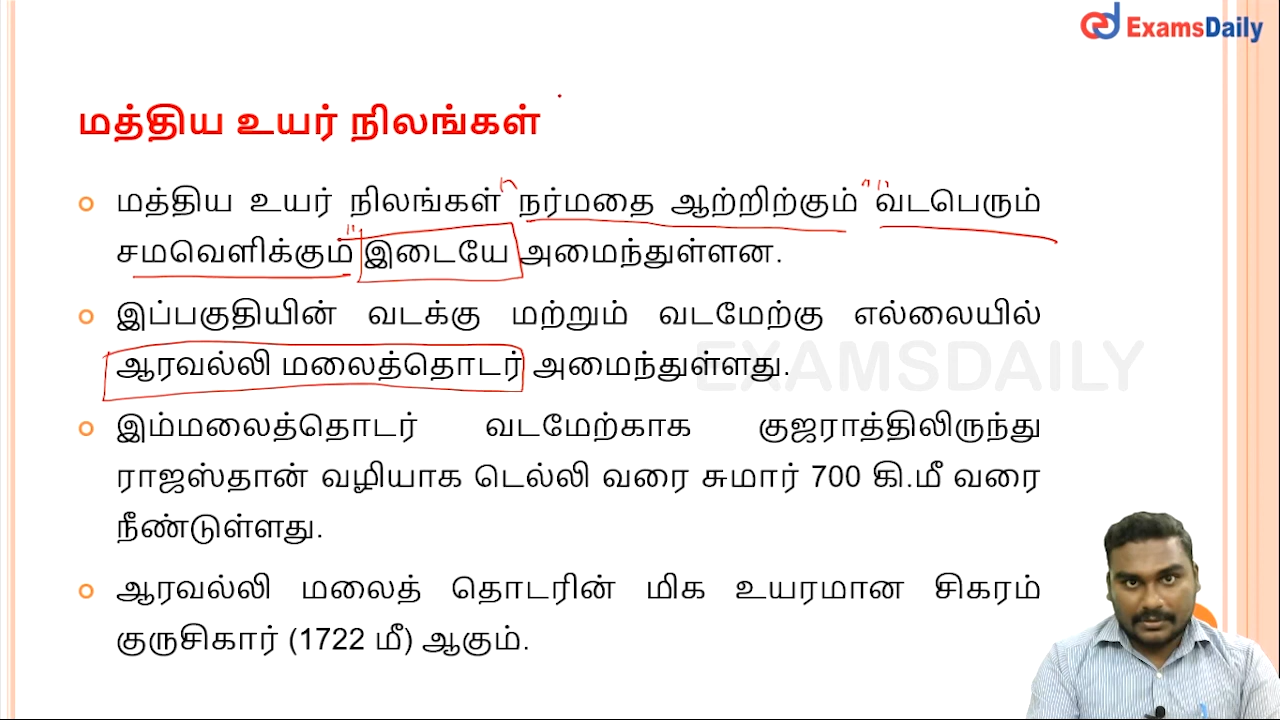 ExamsDaily
மத்திய உயர் நிலங்கள்
மத்திய உயர் நிலங்கள் நர்மதை ஆற்றிற்கும் வடபெரும்
சமவெளிக்கும் இடையே அமைந்துள்ளன.
இப்பகுதியின் வடக்கு மற்றும் வடமேற்கு எல்லையில்
ஆரவல்லி மலைத்தொடர் அமைந்துள்ளது.
EXAMSDAILY
இம்மலைத்தொடர் வடமேற்காக குஜராத்திலிருந்து
ராஜஸ்தான் வழியாக டெல்லி வரை சுமார் 700 கி.மீ வரை
நீண்டுள்ளது.
ஆரவல்லி மலைத் தொடரின் மிக உயரமான சிகரம்
குருசிகார் (1722 மீ) ஆகும்.